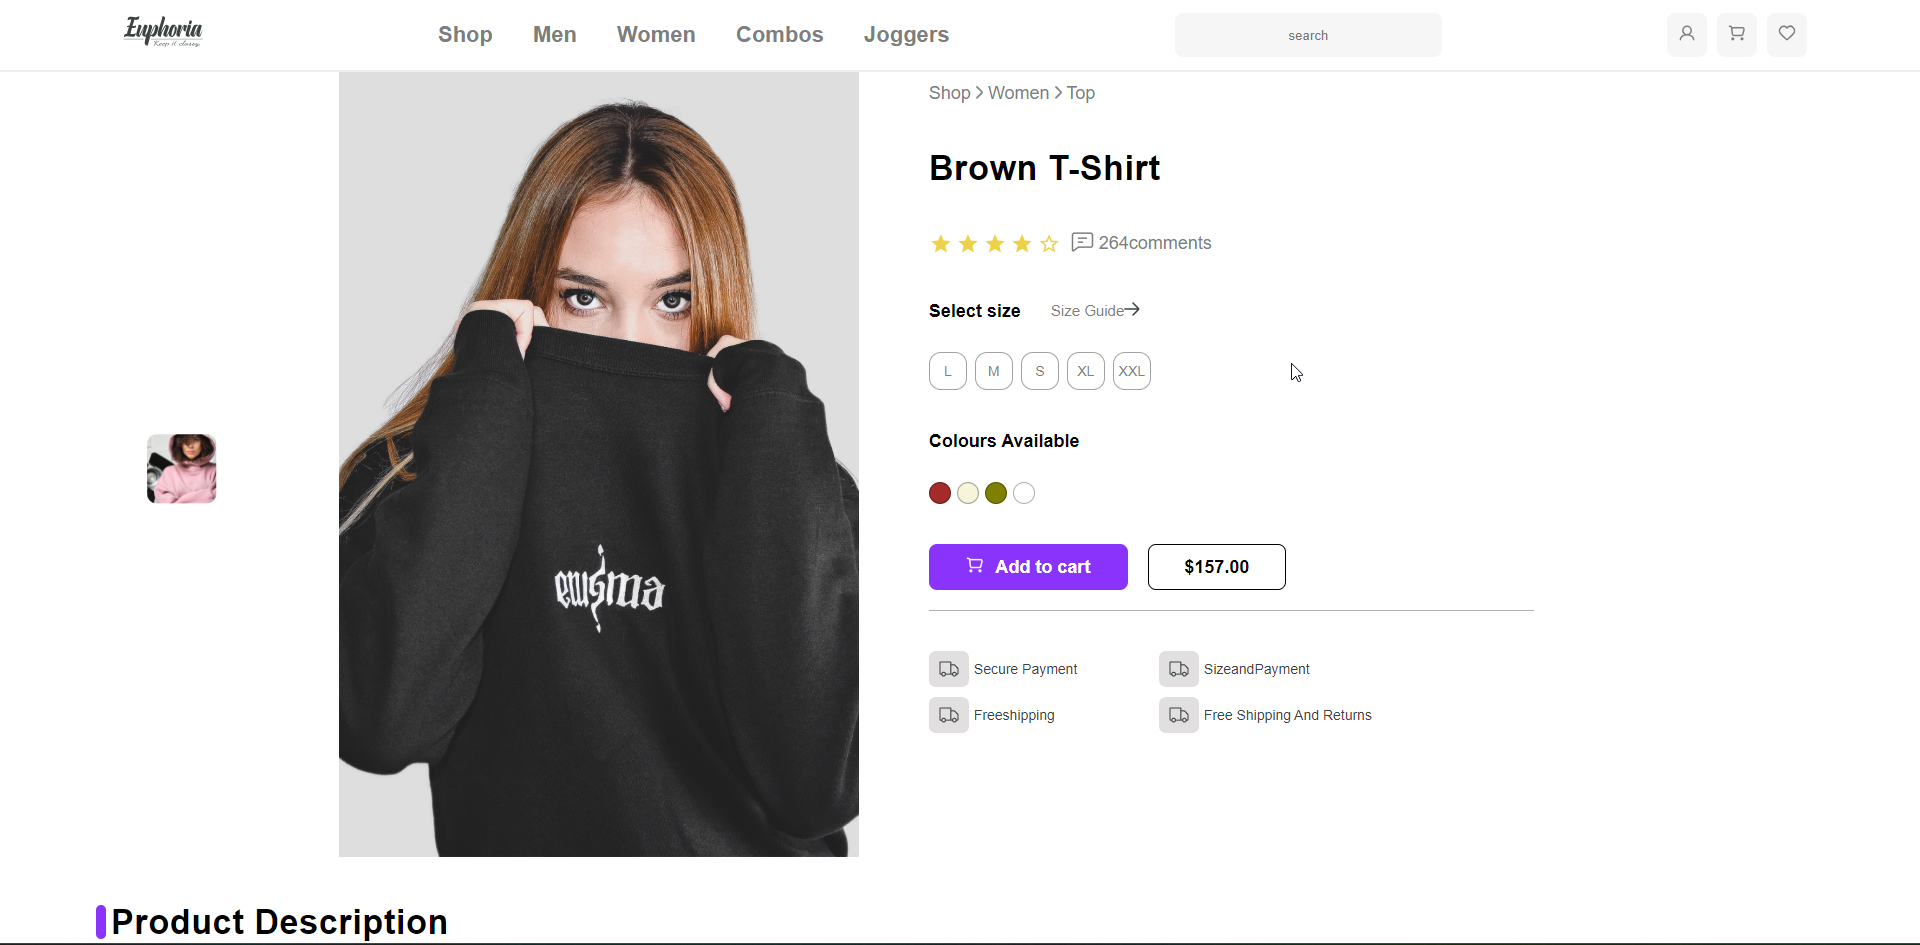 Euphoria
Keep it classy
Shop Men Women Combos Joggers
search
Shop > Women > Top
Brown T-Shirt
264comments
Select size Size Guide
L M S XL XXL
Colours Available
Add to cart $157.00
Secure Payment SizeandPayment
Freeshipping Free Shipping And Returns
enigma
Product Description